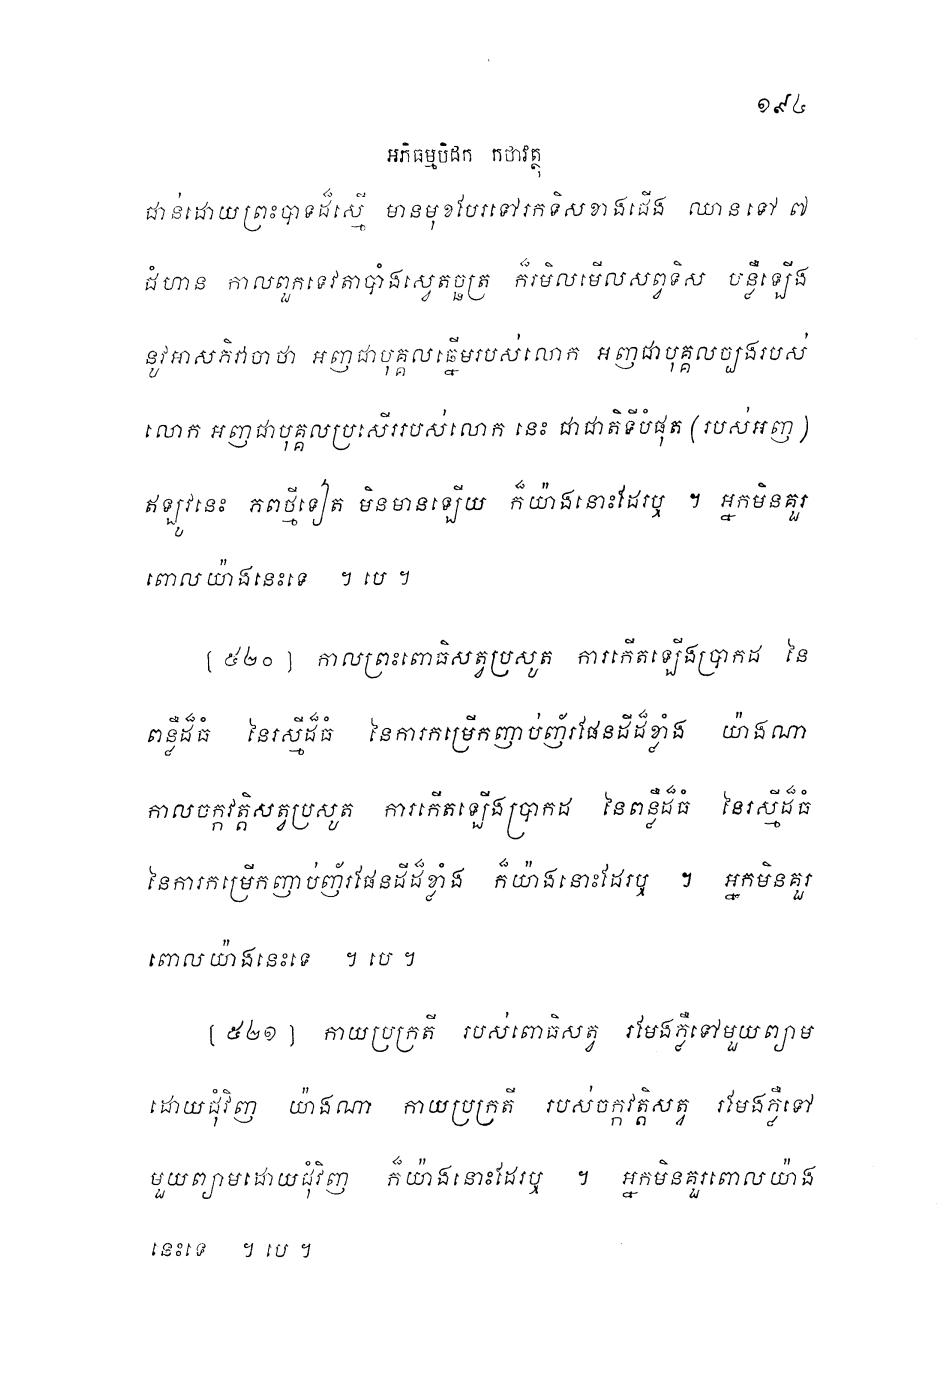 ១៩៤
អភិធម្មបិដក កថាវត្ថុ
ជាន់ដោយព្រះបាទដ៏ស្មើ មានមុខបែរទៅរកទិសខាងជើង ឈានទៅ ៧
ជំហាន កាលពួកទេវតាបាំងស្វេតច្ឆត្រ ក៏រមិលមើលសព្វទិស បន្លឺឡើង
នូវអាសភិវាចាថា អញជាបុគ្គលឆ្នើមរបស់លោក អញជាបុគ្គលច្បងរបស់
លោក អញជាបុគ្គលប្រសើររបស់លោក នេះ ជាជាតិទីបំផុត (របស់អញ)
ឥឡូវនេះ ភពថ្មីទៀត មិនមានឡើយ ក៏យ៉ាងនោះដែរឬ ។ អ្នកមិនគួរ
ពោលយ៉ាងនេះទេ ។ បេ ។
[៥២០] កាលព្រះពោធិសត្វប្រសូត ការកើតឡើងប្រាកដ នៃ
ពន្លឺដ៏ធំ នៃរស្មីដ៏ធំ នៃការកម្រើកញាប់ញ័រផែនដីដ៏ខ្លាំង យ៉ាងណា
កាលចក្កវត្តិសត្វប្រសូត ការកើតឡើងប្រាកដ នៃពន្លឺដ៏ធំ នៃរស្មីដ៏ធំ
នៃការកម្រើកញាប់ញ័រផែនដីដ៏ខ្លាំង ក៏យ៉ាងនោះដែរឬ ។ អ្នកមិនគួរ
ពោលយ៉ាងនេះទេ ។ បេ ។
[៥២១] កាយប្រក្រតី របស់ពោធិសត្វ រមែងភ្លឺទៅមួយព្យាម
ដោយជុំវិញ យ៉ាងណា កាយប្រក្រតី របស់ចក្កវត្តិសត្វ រមែងភ្លឺទៅ
មួយព្យាមដោយជុំវិញ ក៏យ៉ាងនោះដែរឬ ។ អ្នកមិនគួរពោលយ៉ាង
នេះទេ ។ បេ ។